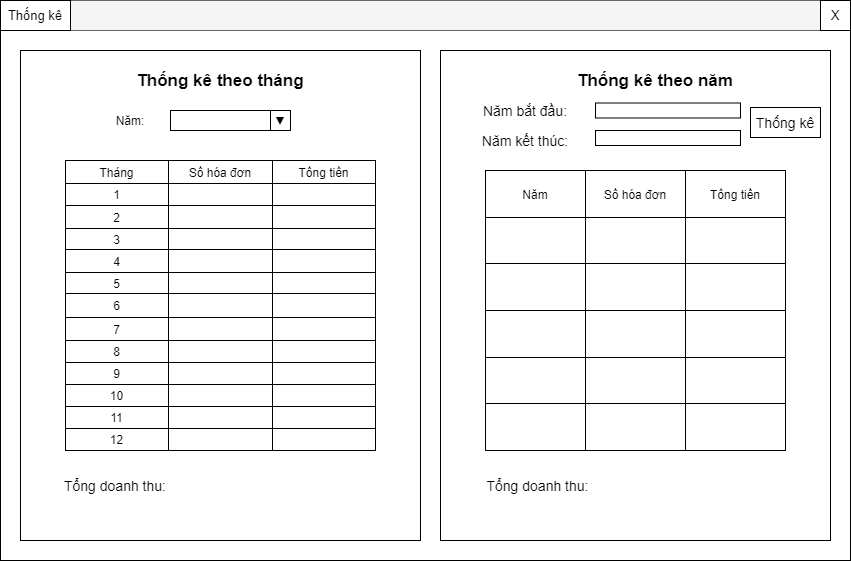 Thống kê
X
Thống kê theo tháng
Năm:
▼
Tháng Số hóa đơn Tổng tiền
1
2
3
4
5
6
7
8
9
10
11
12
Tổng doanh thu:
Thống kê theo năm
Năm bắt đầu:
Năm kết thúc:
Thống kê
Năm Số hóa đơn Tổng tiền
Tổng doanh thu: